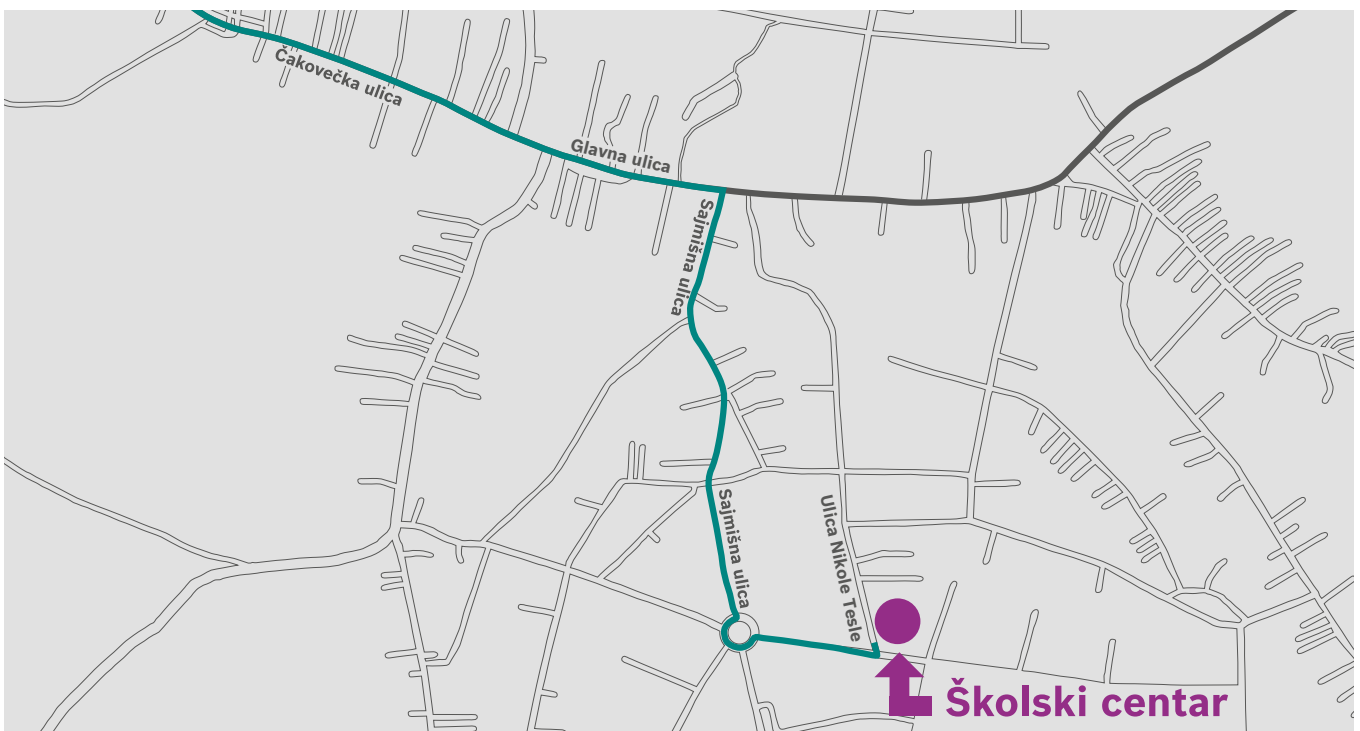 Čakovečka ulica
Glavna ulica
Sajmišna ulica
Sajmišna ulica
Ulica Nikole Tesle
Školski centar